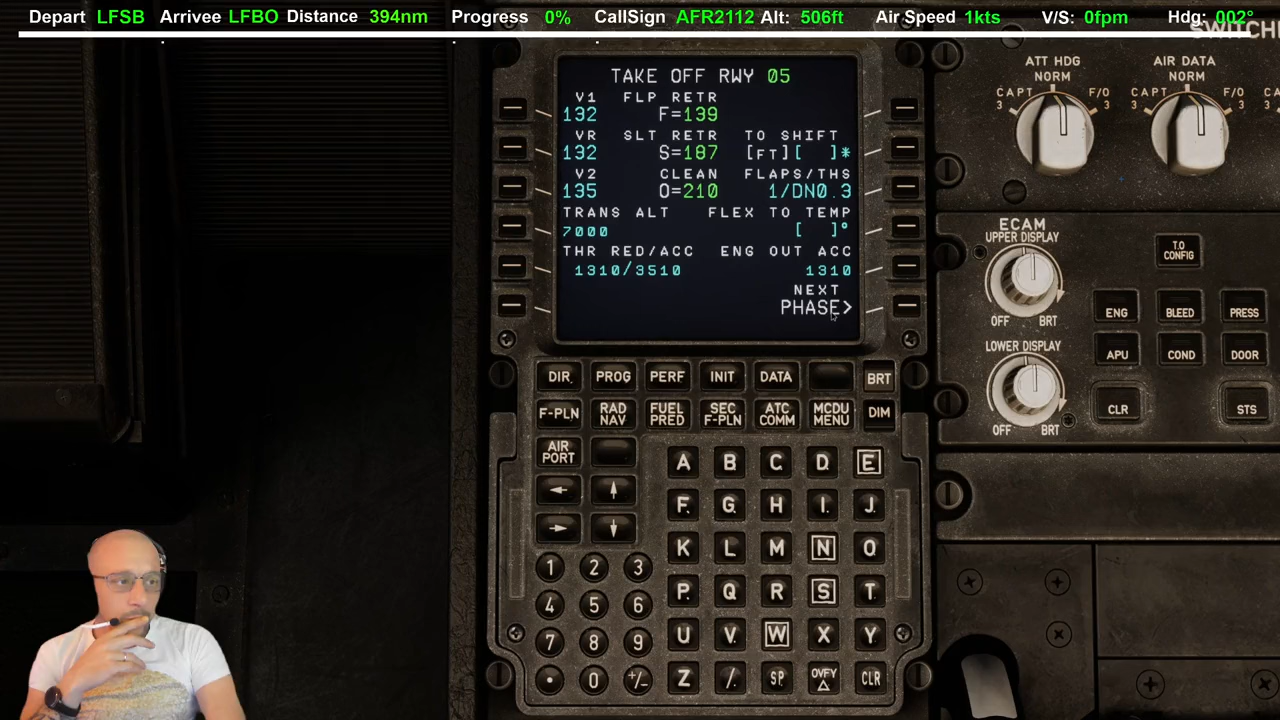 Depart LFSB Arrivee LFBO Distance 394nm Progress 0% CallSign AFR2112 Alt: 506ft Air Speed 1kts V/S: 0fpm Hdg: 002°
TAKE OFF RWY 05
V1 FLP RETR
132 F=139
VR SLT RETR TO SHIFT
132 S=187 [FT][ ]*
V2 CLEAN FLAPS/THS
135 O=210 1/DN0.3
TRANS ALT FLEX TO TEMP
7000 [ ]°
THR RED/ACC ENG OUT ACC
1310/3510 1310
NEXT
PHASE>
DIR PROG PERF INIT DATA BRT
F-PLN RAD NAV FUEL PRED SEC F-PLN ATC COMM MCDU MENU DIM
AIR PORT
A B C D E
F G H I J
K L M N O
1 2 3 P Q R S T
4 5 6
7 8 9 U V W X Y
. 0 +/- Z / SP OVFY Δ CLR
ATT HDG AIR DATA
NORM NORM
CAPT 3 F/O 3 CAPT 3 F/O 3
ECAM
UPPER DISPLAY
T.O CONFIG
OFF BRT
ENG BLEED PRESS
LOWER DISPLAY
APU COND DOOR
OFF BRT
CLR STS